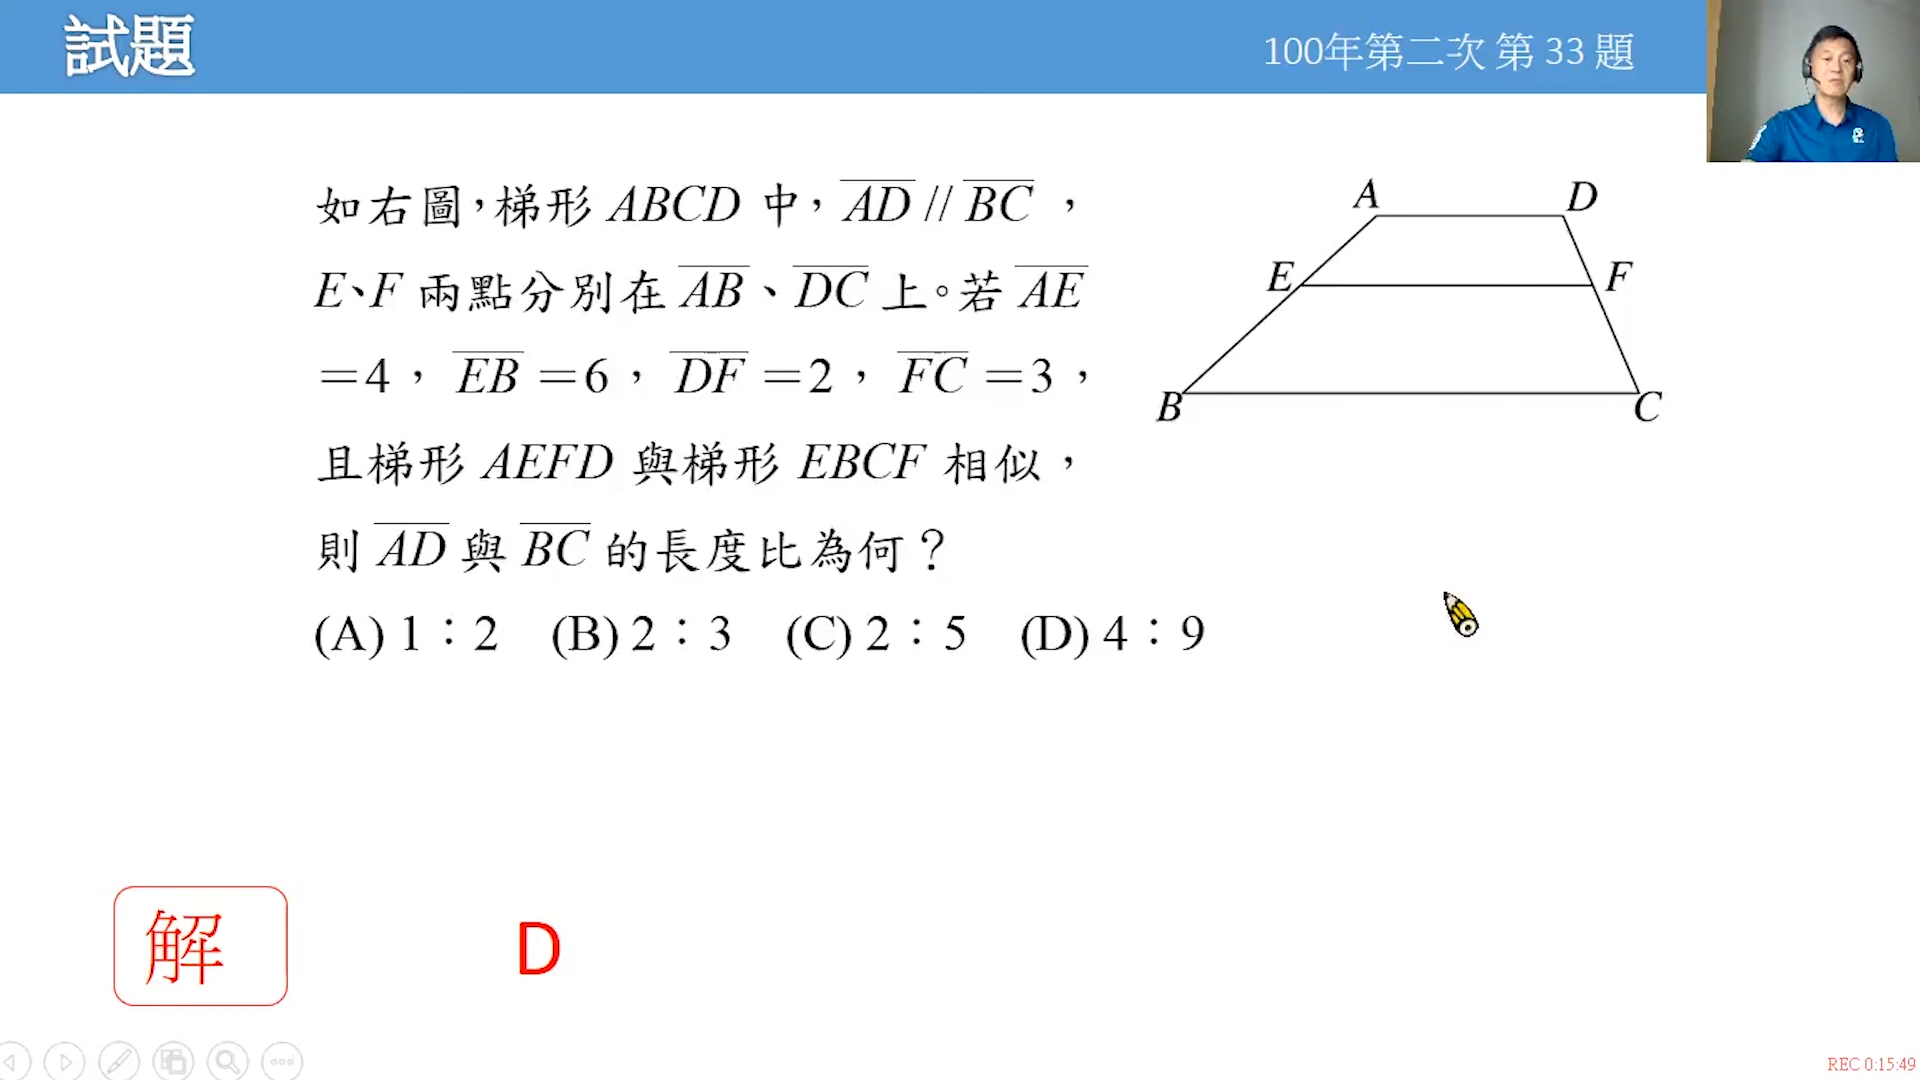 試題
100年第二次 第 33 題
如右圖，梯形 ABCD 中，AD // BC ，
E、F 兩點分別在 AB、DC 上。若 AE
=4， EB =6， DF =2， FC =3，
且梯形 AEFD 與梯形 EBCF 相似，
則 AD 與 BC 的長度比為何？
(A) 1：2 (B) 2：3 (C) 2：5 (D) 4：9
A
D
E
F
B
C
解
D
REC 0:15:49